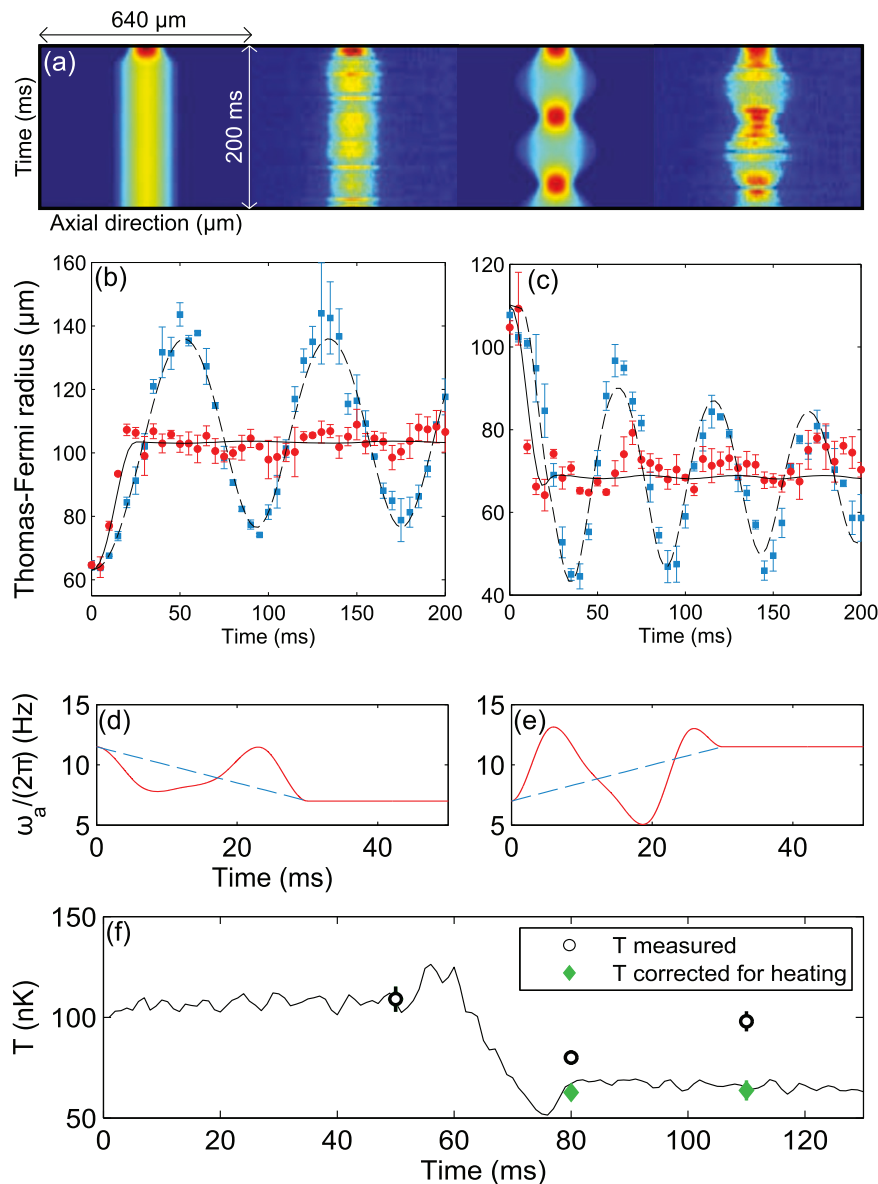 640 µm
(a)
Time (ms)
200 ms
Axial direction (µm)
(b)
(c)
Thomas-Fermi radius (µm)
160
140
120
100
80
60
0 50 100 150 200
Time (ms)
120
100
80
60
40
0 50 100 150 200
Time (ms)
(d)
(e)
ωa/(2π) (Hz)
15
10
5
0 20 40
Time (ms)
15
10
5
0 20 40
(f)
T (nK)
150
100
50
T measured
T corrected for heating
0 20 40 60 80 100 120
Time (ms)